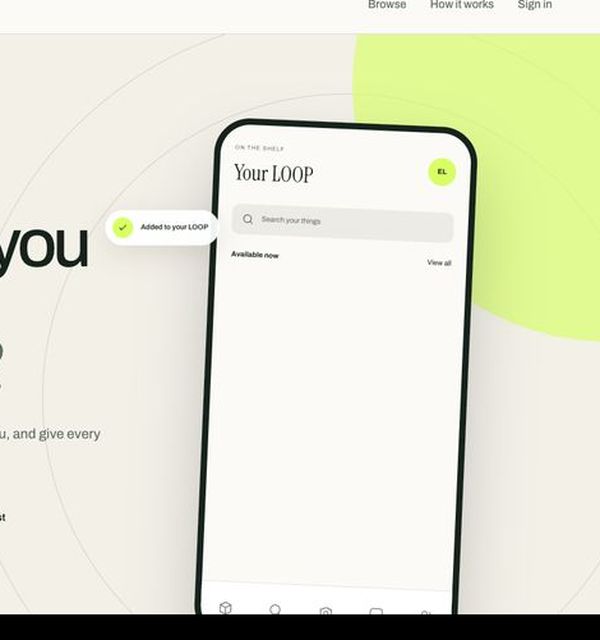 Browse How it works Sign in
ON THE SHELF
Your LOOP
EL
Search your things
Added to your LOOP
you
Available now
View all
u, and give every
st